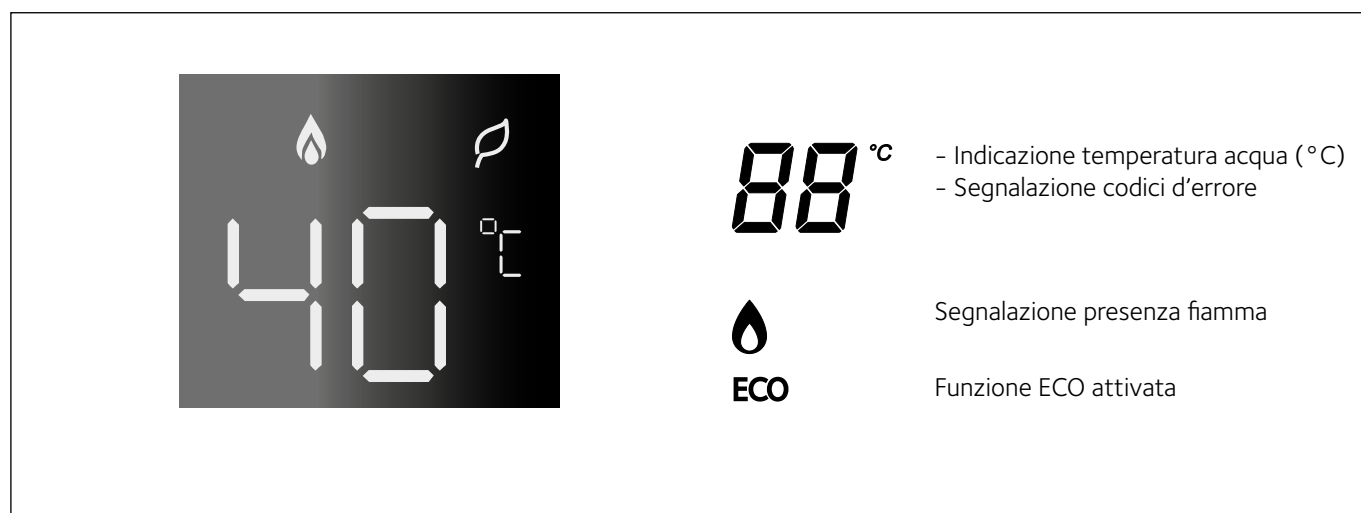 40 °C
88 °C
- Indicazione temperatura acqua (°C)
- Segnalazione codici d'errore
Segnalazione presenza fiamma
ECO Funzione ECO attivata